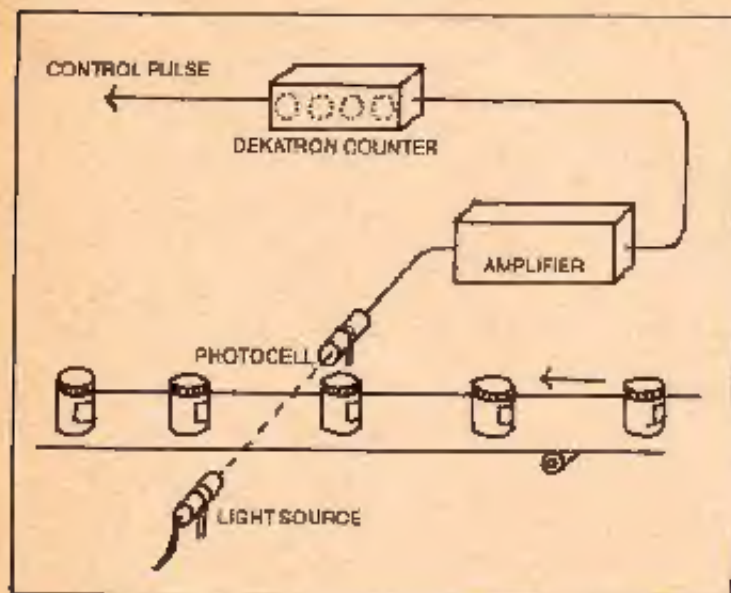 CONTROL PULSE
DEKATRON COUNTER
AMPLIFIER
PHOTOCELL
LIGHT SOURCE